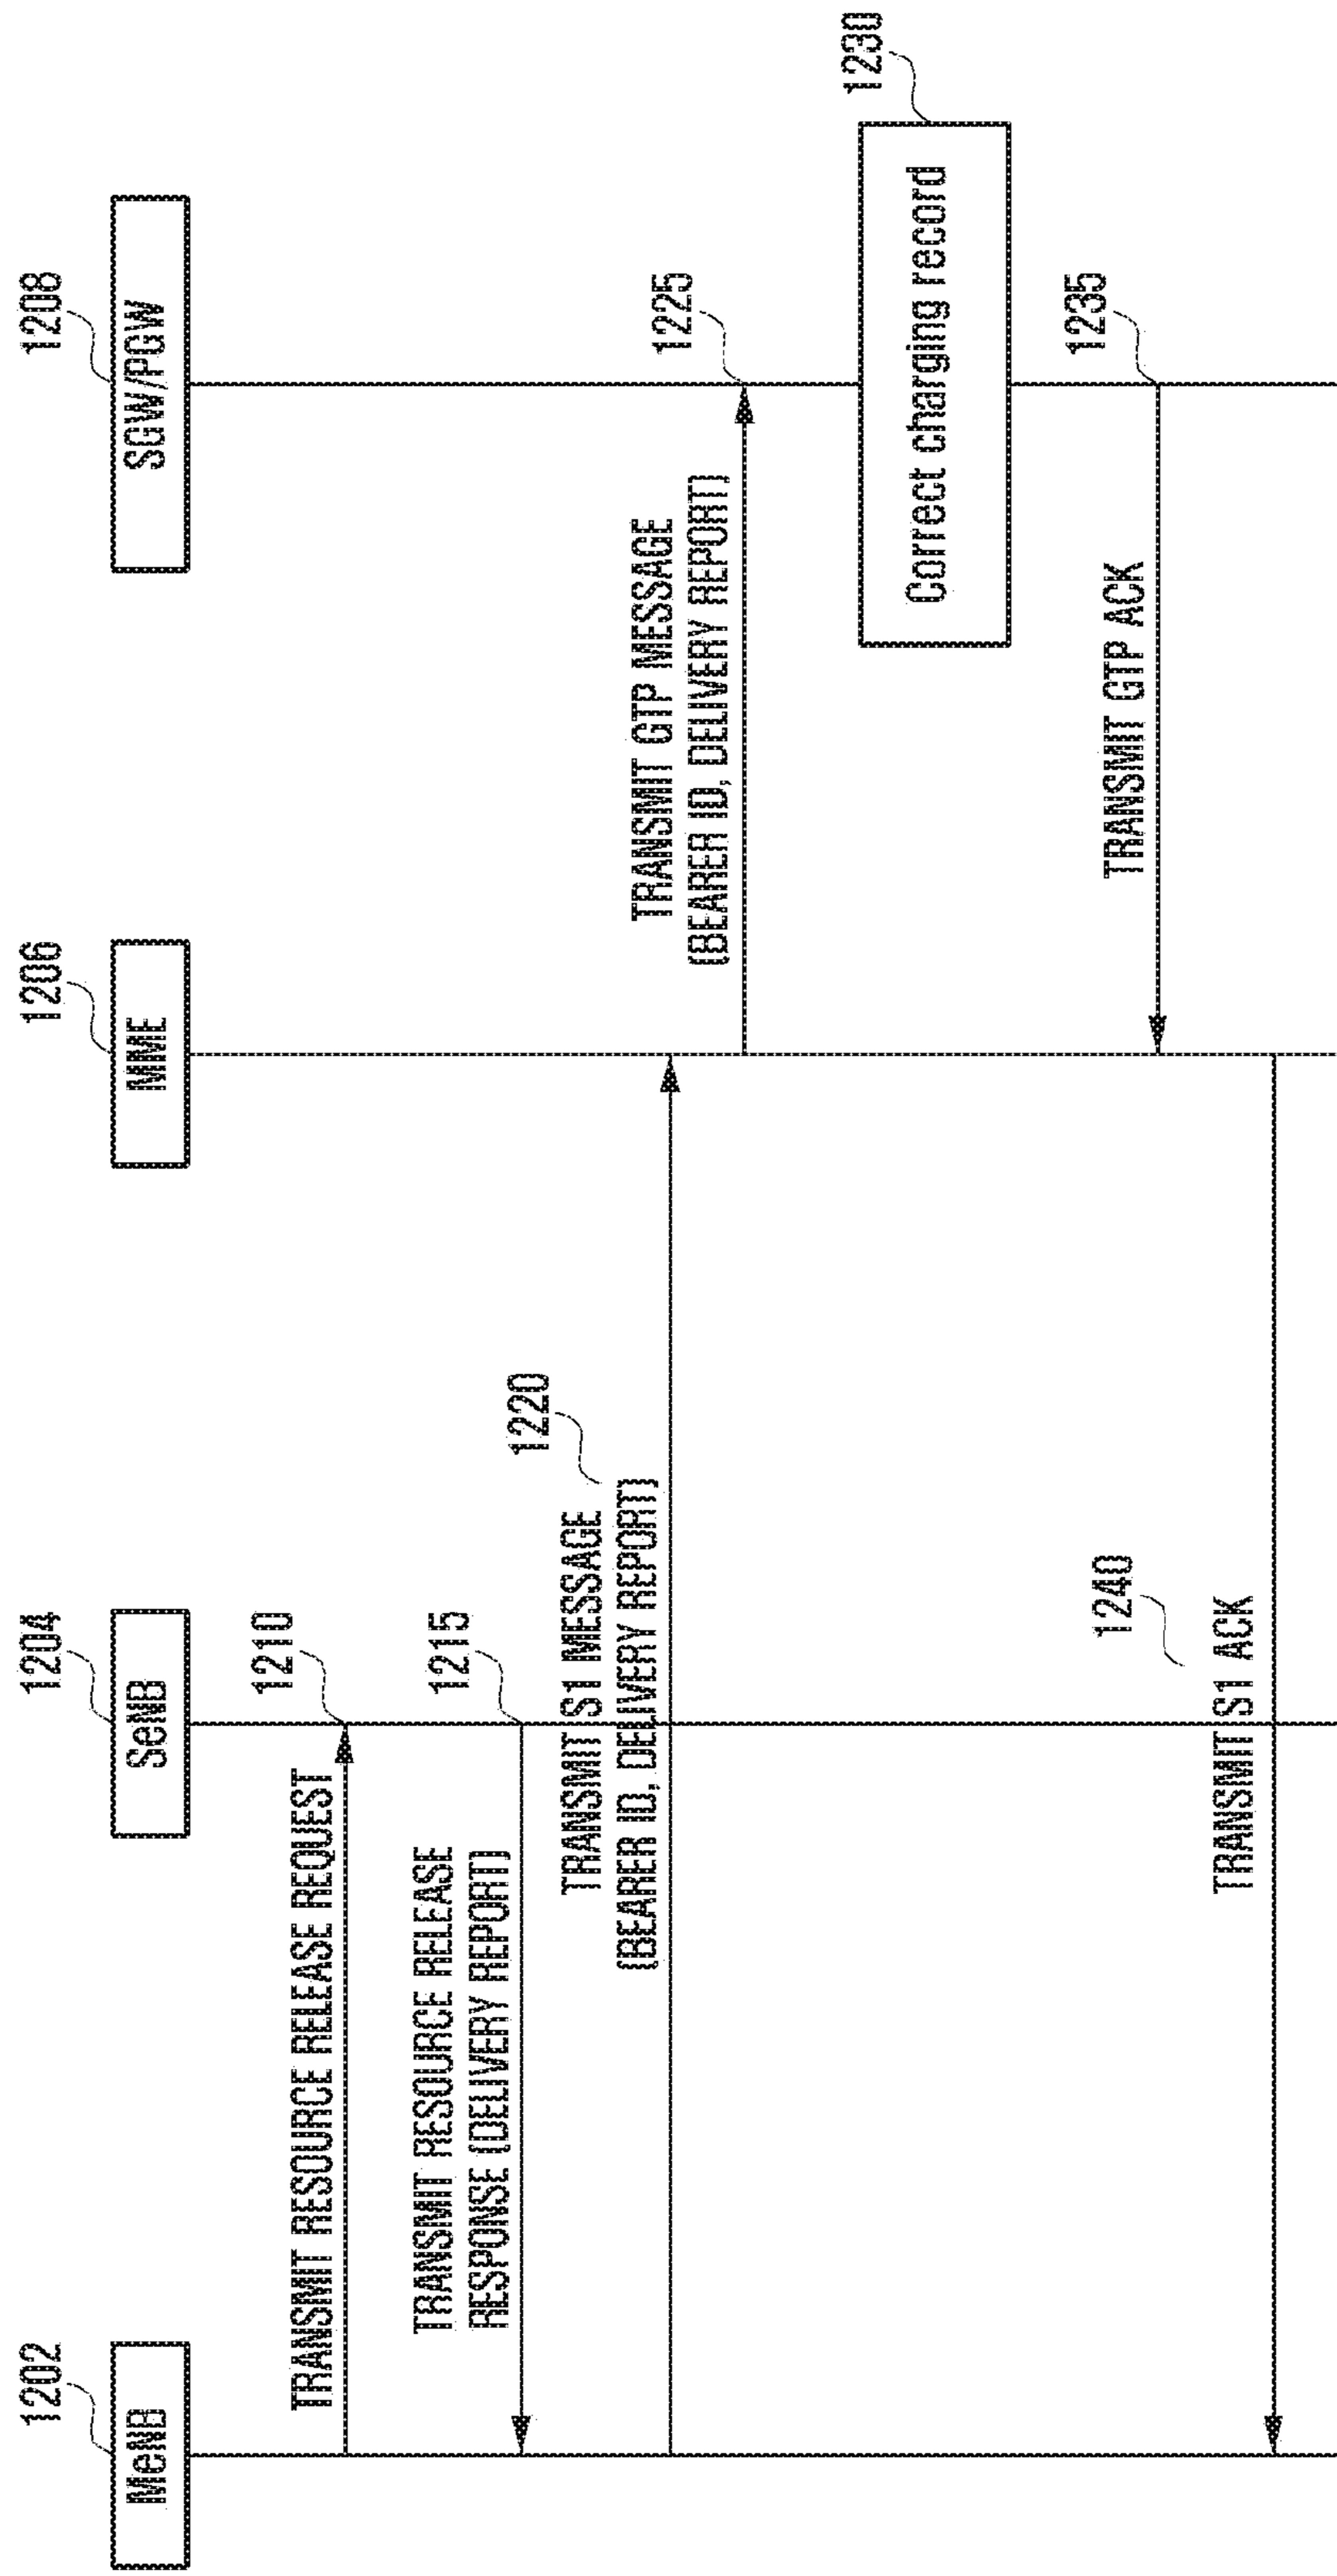 1202
MeNB
1204
SeNB
1206
MME
1208
SGW/PGW
TRANSMIT RESOURCE RELEASE REQUEST
1210
TRANSMIT RESOURCE RELEASE
RESPONSE (DELIVERY REPORT)
1215
TRANSMIT S1 MESSAGE
(BEARER ID, DELIVERY REPORT)
1220
TRANSMIT GTP MESSAGE
(BEARER ID, DELIVERY REPORT)
1225
Correct charging record
1230
TRANSMIT GTP ACK
1235
TRANSMIT S1 ACK
1240